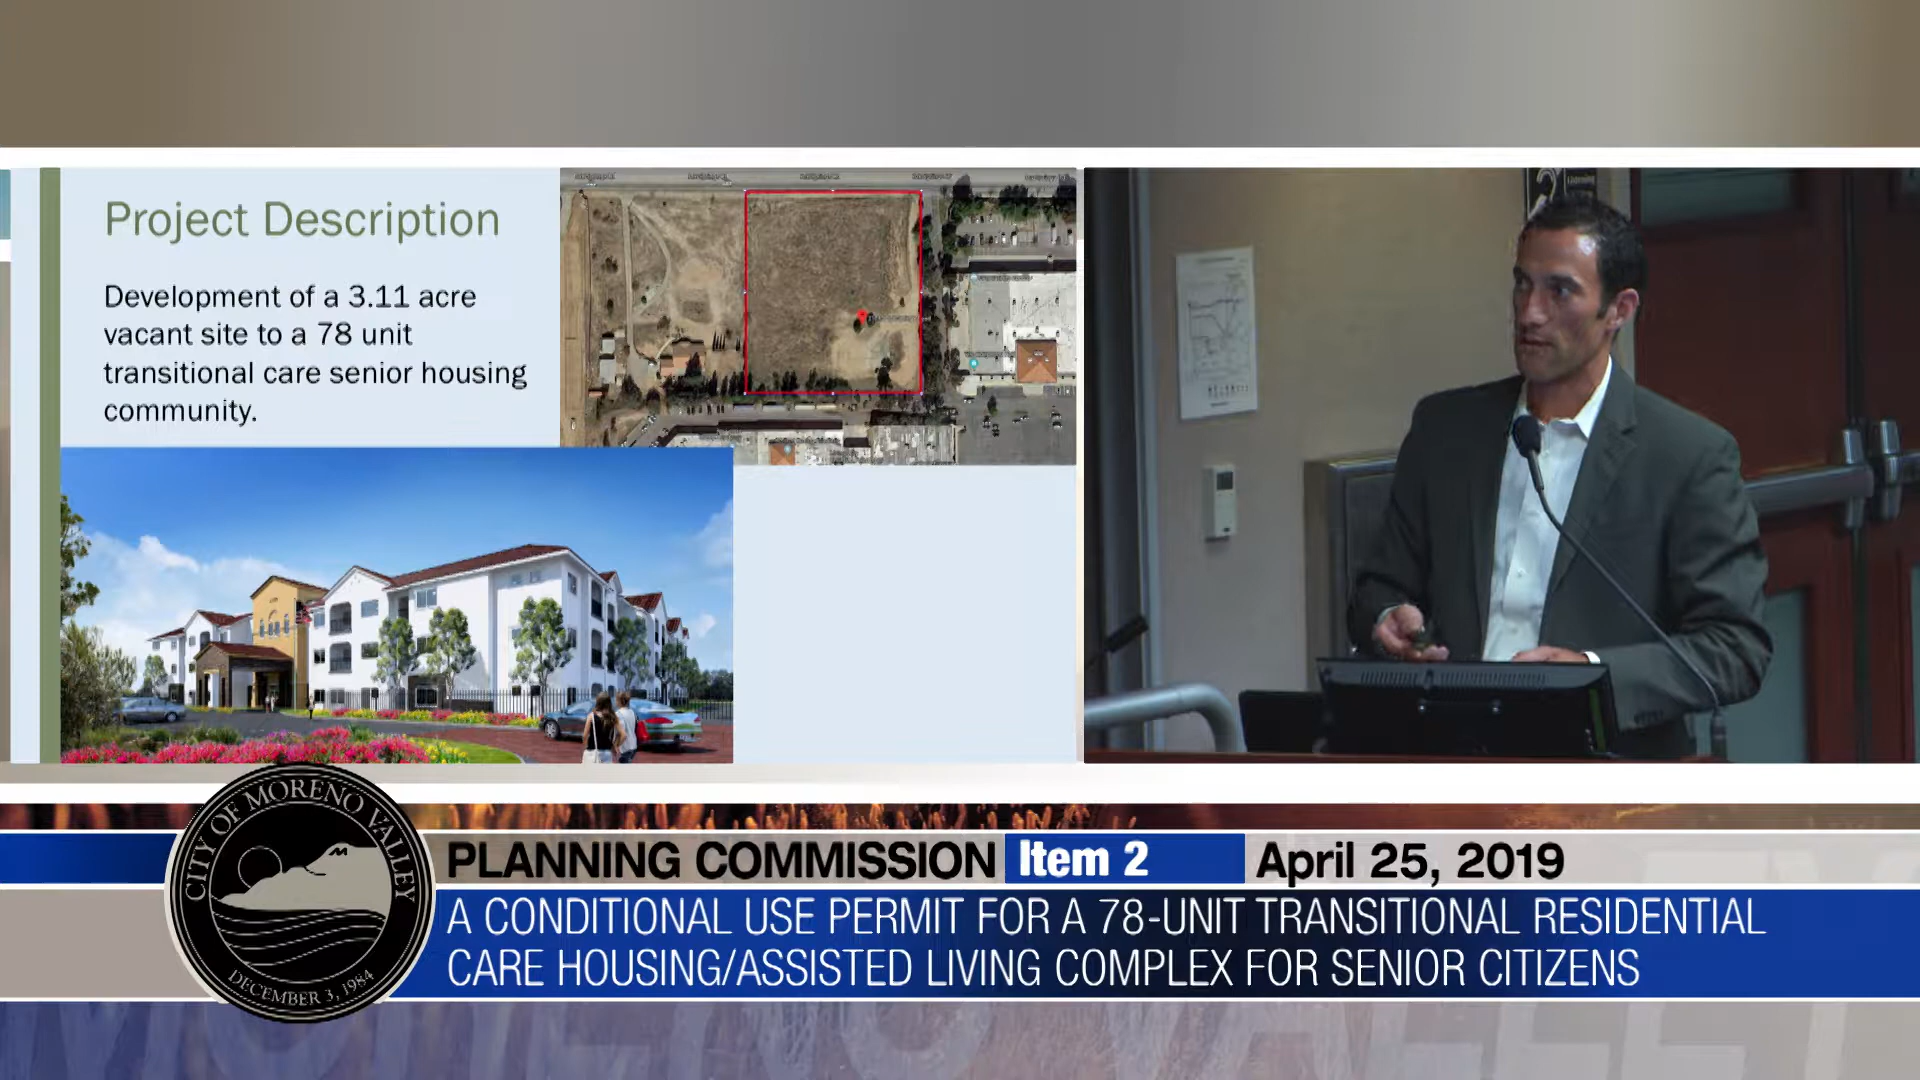 Project Description
Development of a 3.11 acre
vacant site to a 78 unit
transitional care senior housing
community.
CITY OF MORENO VALLEY
DECEMBER 3, 1984
PLANNING COMMISSION Item 2 April 25, 2019
A CONDITIONAL USE PERMIT FOR A 78-UNIT TRANSITIONAL RESIDENTIAL
CARE HOUSING/ASSISTED LIVING COMPLEX FOR SENIOR CITIZENS